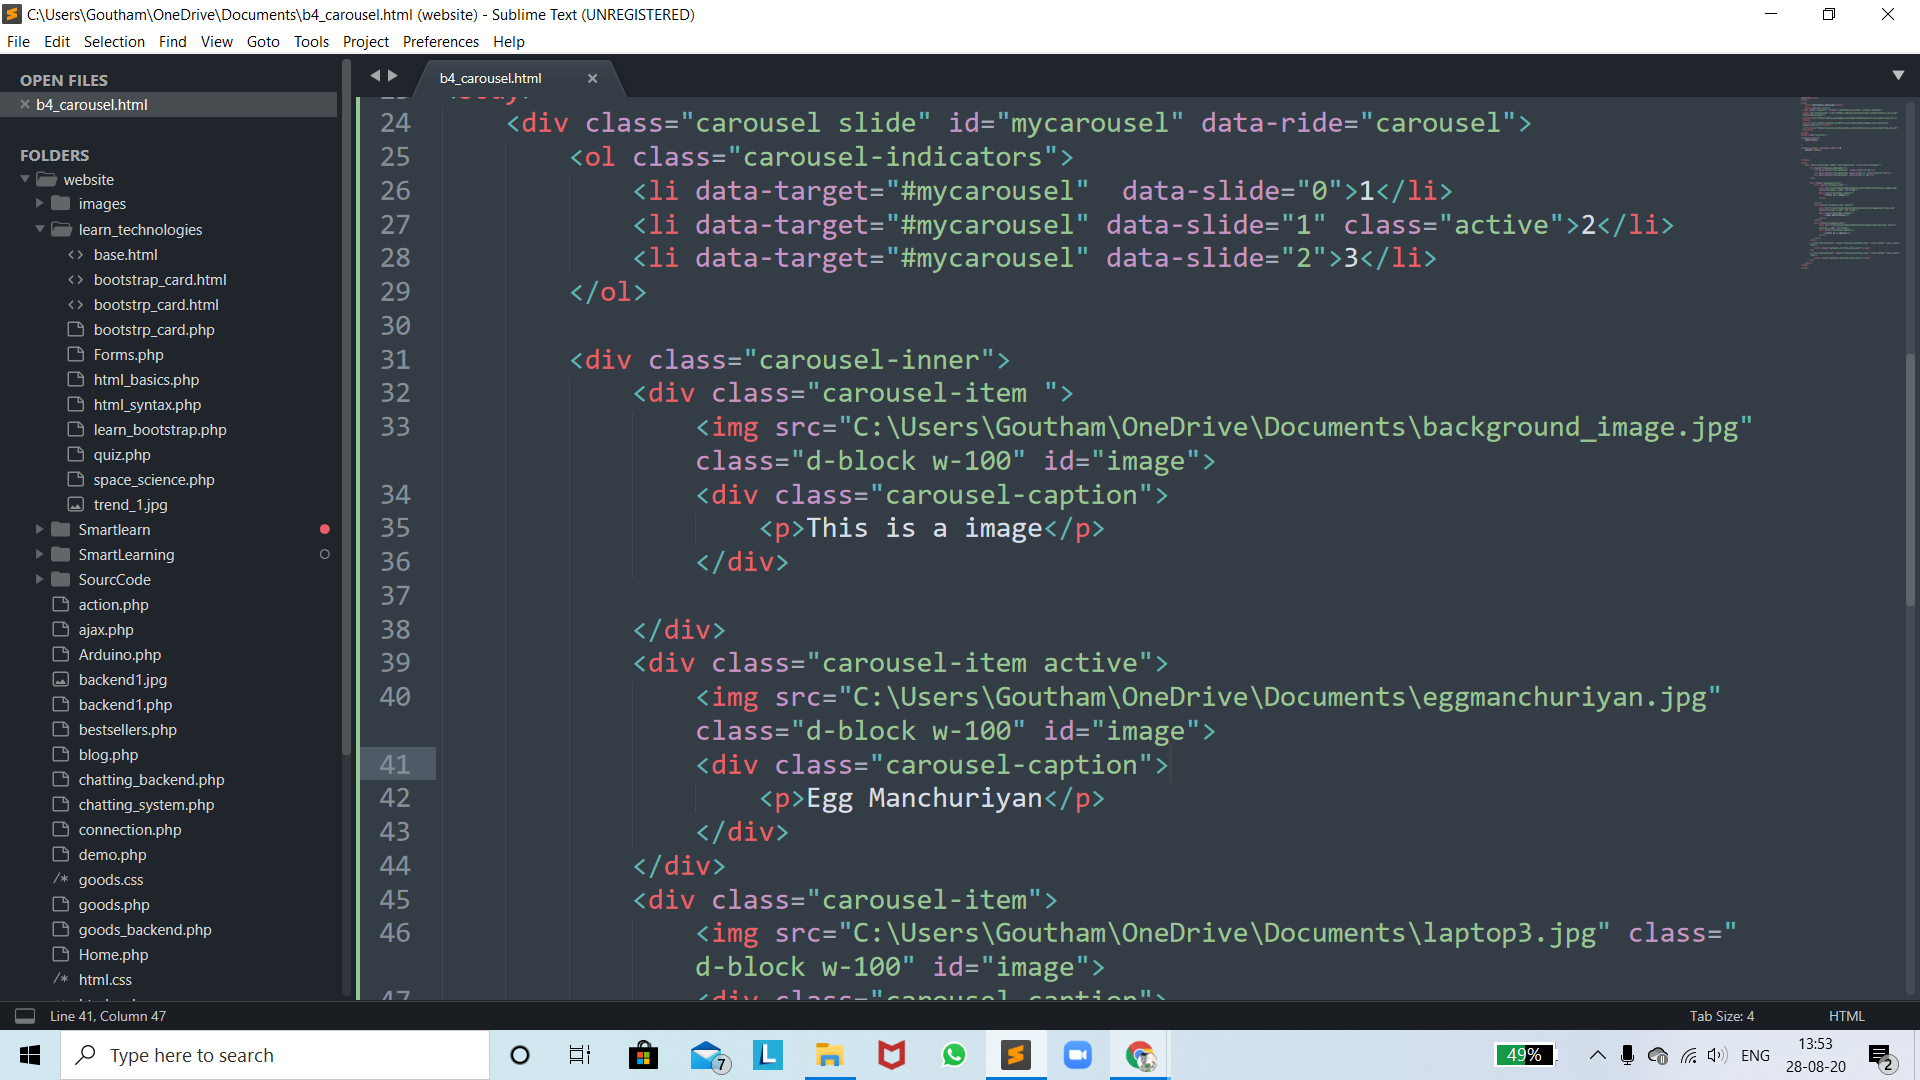 C:\Users\Goutham\OneDrive\Documents\b4_carousel.html (website) - Sublime Text (UNREGISTERED)
File Edit Selection Find View Goto Tools Project Preferences Help
OPEN FILES
b4_carousel.html
FOLDERS
website
images
learn_technologies
base.html
bootstrap_card.html
bootstrp_card.html
bootstrp_card.php
Forms.php
html_basics.php
html_syntax.php
learn_bootstrap.php
quiz.php
space_science.php
trend_1.jpg
Smartlearn
SmartLearning
SourcCode
action.php
ajax.php
Arduino.php
backend1.jpg
backend1.php
bestsellers.php
blog.php
chatting_backend.php
chatting_system.php
connection.php
demo.php
goods.css
goods.php
goods_backend.php
Home.php
html.css
b4_carousel.html
24 <div class="carousel slide" id="mycarousel" data-ride="carousel">
25 <ol class="carousel-indicators">
26 <li data-target="#mycarousel"  data-slide="0">1</li>
27 <li data-target="#mycarousel" data-slide="1" class="active">2</li>
28 <li data-target="#mycarousel" data-slide="2">3</li>
29 </ol>
30
31 <div class="carousel-inner">
32 <div class="carousel-item ">
33 <img src="C:\Users\Goutham\OneDrive\Documents\background_image.jpg"
class="d-block w-100" id="image">
34 <div class="carousel-caption">
35 <p>This is a image</p>
36 </div>
37
38 </div>
39 <div class="carousel-item active">
40 <img src="C:\Users\Goutham\OneDrive\Documents\eggmanchuriyan.jpg"
class="d-block w-100" id="image">
41 <div class="carousel-caption">
42 <p>Egg Manchuriyan</p>
43 </div>
44 </div>
45 <div class="carousel-item">
46 <img src="C:\Users\Goutham\OneDrive\Documents\laptop3.jpg" class="
d-block w-100" id="image">
47 <div class="carousel-caption">
Line 41, Column 47
Tab Size: 4
HTML
Type here to search
7
49%
ENG
13:53
28-08-20
2